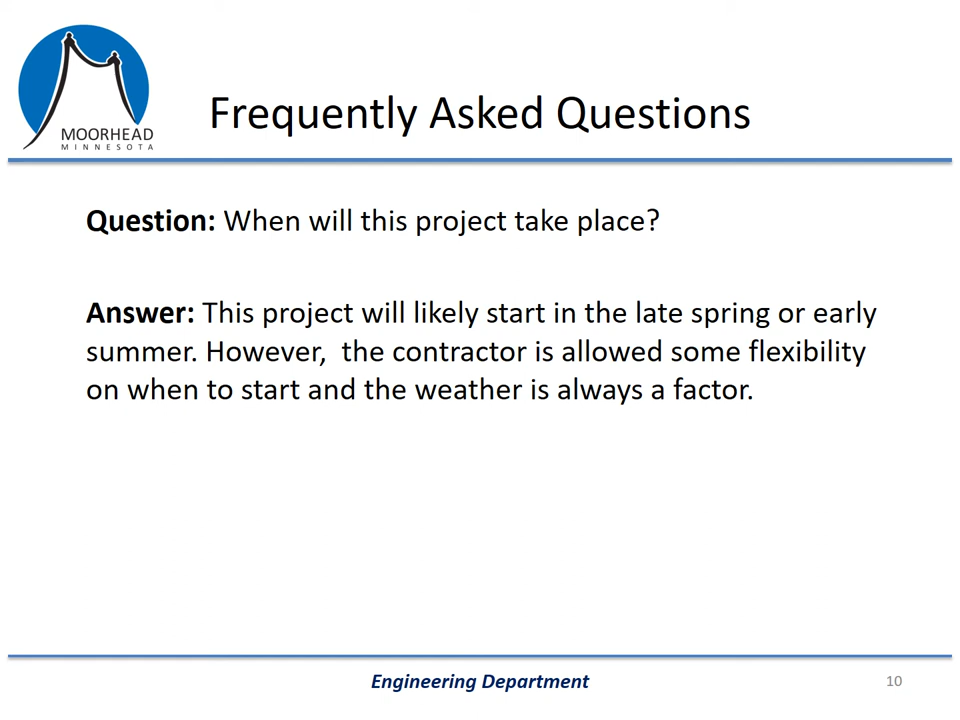 MOORHEAD
MINNESOTA
Frequently Asked Questions
Question: When will this project take place?
Answer: This project will likely start in the late spring or early
summer. However,  the contractor is allowed some flexibility
on when to start and the weather is always a factor.
Engineering Department
10